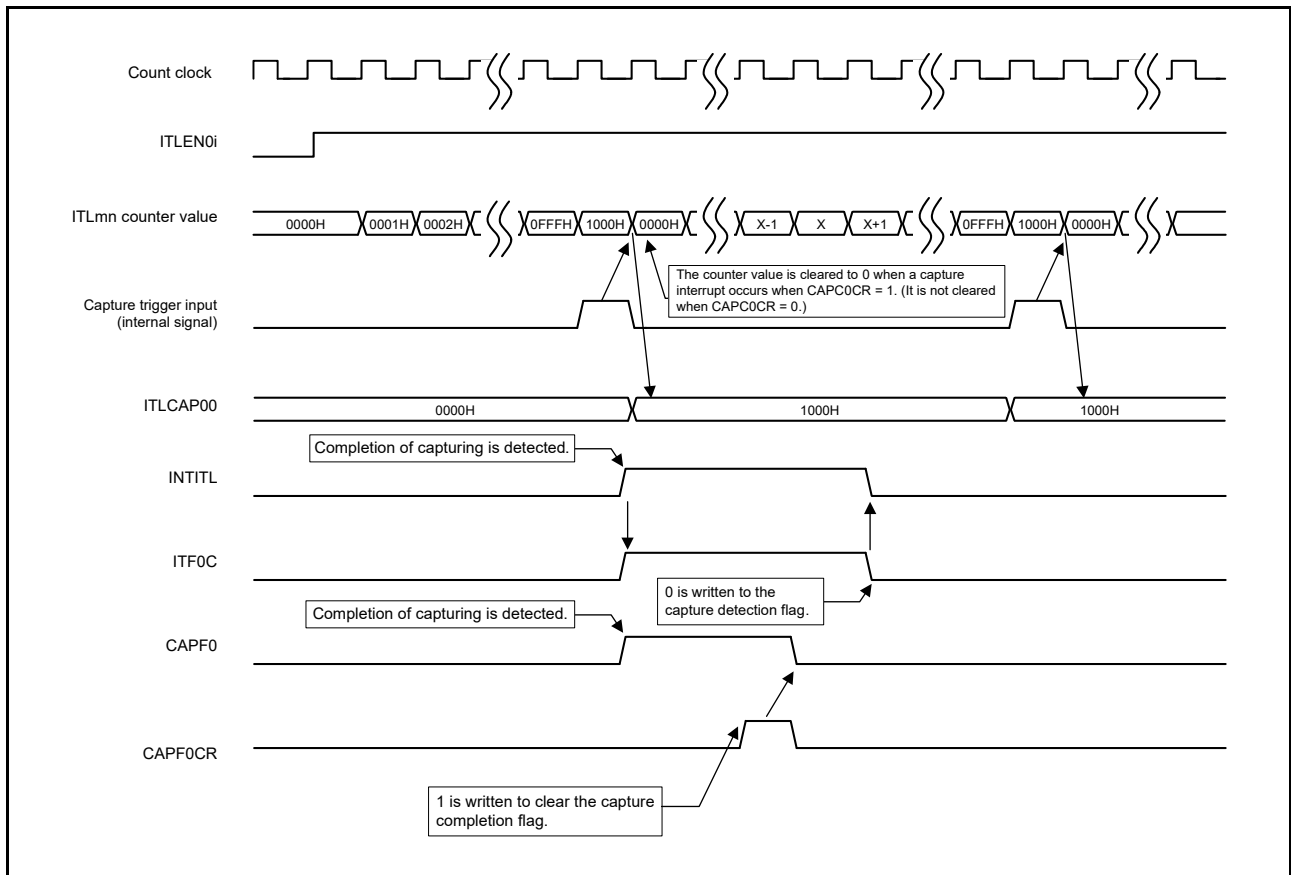 Count clock
ITLEN0i
ITLmn counter value
0000H 0001H 0002H 0FFFH 1000H 0000H X-1 X X+1 0FFFH 1000H 0000H
The counter value is cleared to 0 when a capture
interrupt occurs when CAPC0CR = 1. (It is not cleared
when CAPC0CR = 0.)
Capture trigger input
(internal signal)
ITLCAP00
0000H 1000H 1000H
Completion of capturing is detected.
INTITL
ITF0C
0 is written to the
capture detection flag.
Completion of capturing is detected.
CAPF0
CAPF0CR
1 is written to clear the capture
completion flag.